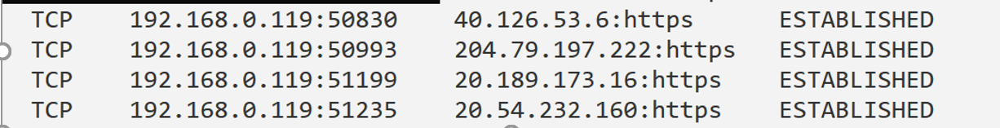 TCP 192.168.0.119:50830 40.126.53.6:https ESTABLISHED
TCP 192.168.0.119:50993 204.79.197.222:https ESTABLISHED
TCP 192.168.0.119:51199 20.189.173.16:https ESTABLISHED
TCP 192.168.0.119:51235 20.54.232.160:https ESTABLISHED